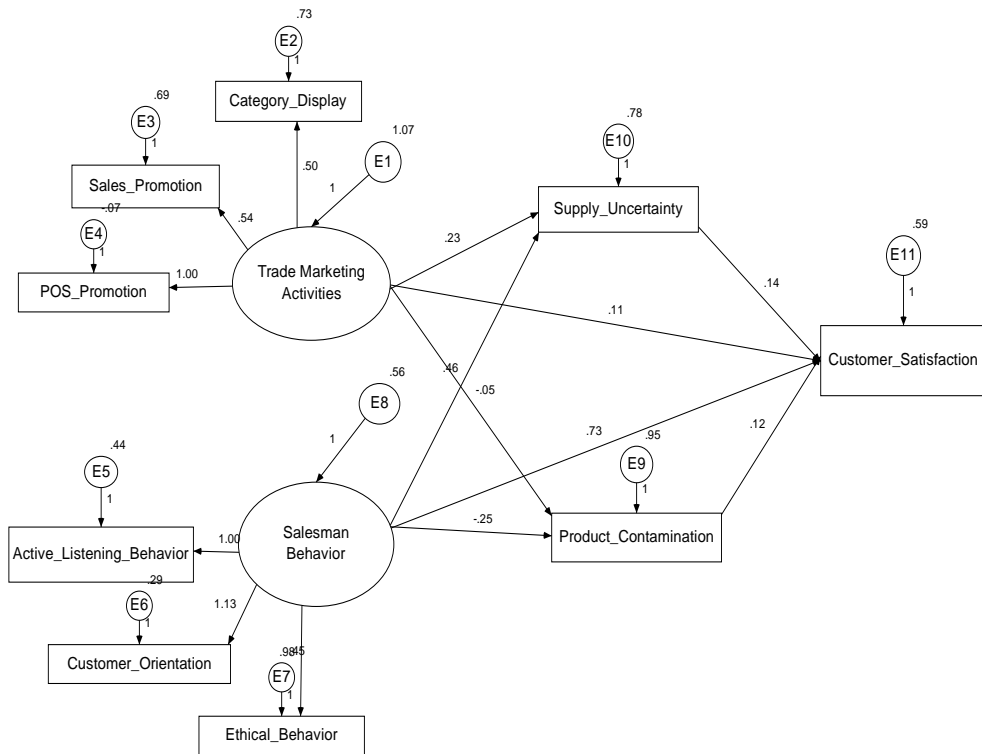 .73
E2
1
Category_Display
.69
E3
1
Sales_Promotion
-.07
E4
1
POS_Promotion
1.07
E1
1
.50
.54
1.00
Trade Marketing
Activities
.78
E10
1
Supply_Uncertainty
.23
.11
.14
.59
E11
1
Customer_Satisfaction
.46
-.05
.73
.12
.95
E9
1
Product_Contamination
-.25
.56
E8
1
Salesman
Behavior
.44
E5
1
Active_Listening_Behavior
1.00
.29
E6
1
Customer_Orientation
1.13
.98
.45
E7
1
Ethical_Behavior